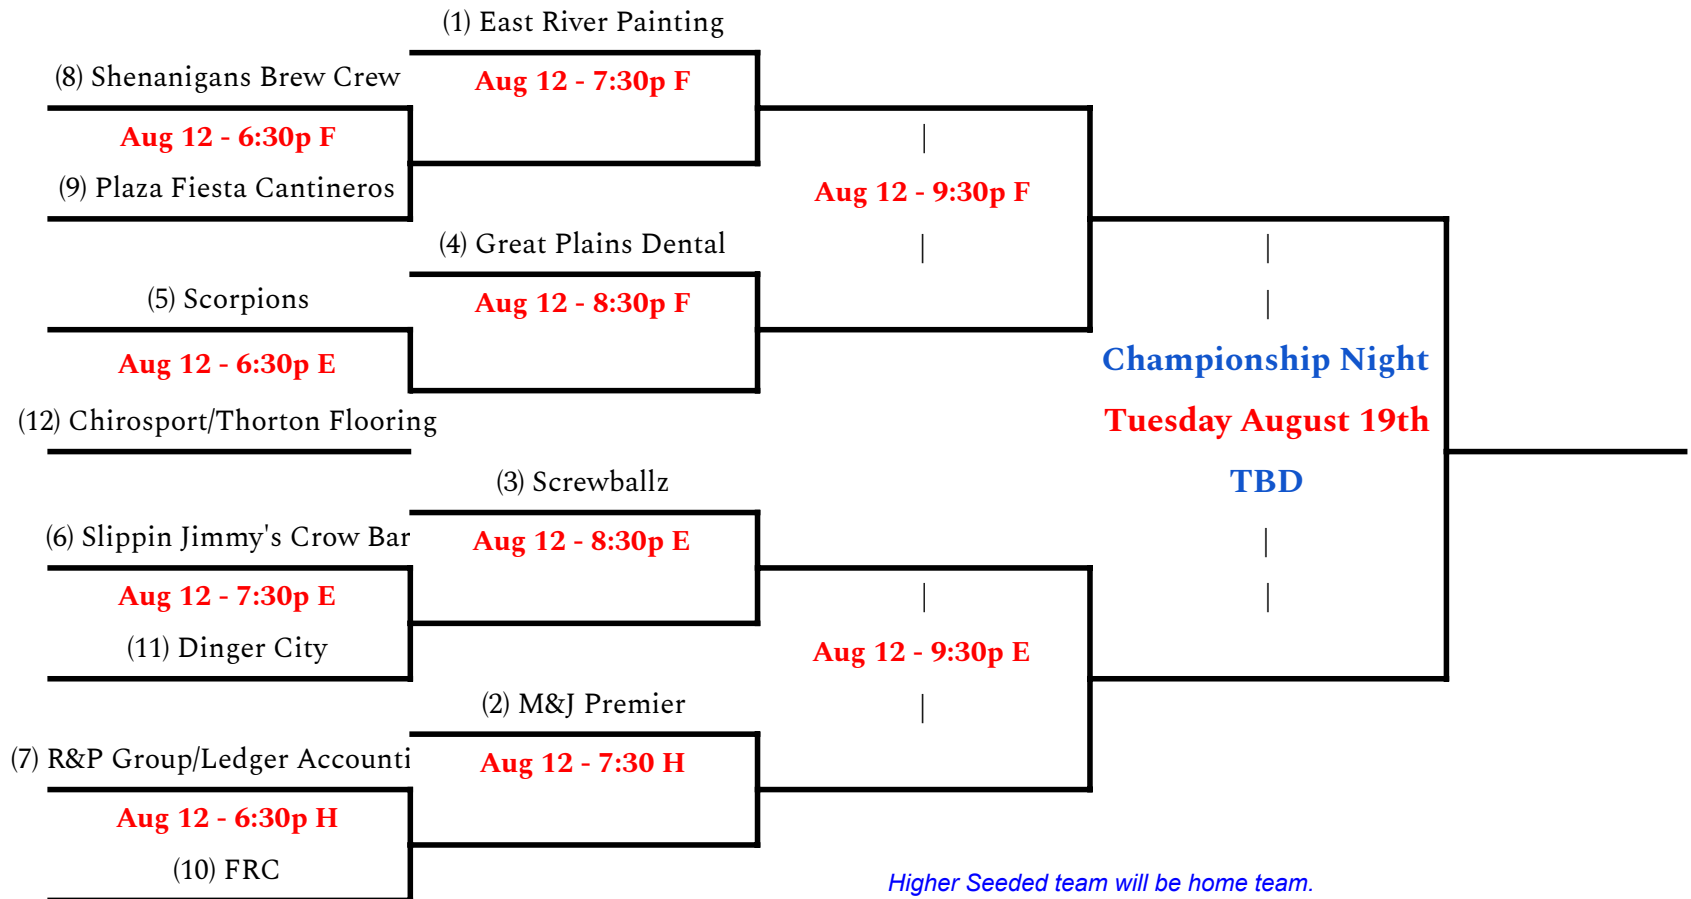 (1) East River Painting
(8) Shenanigans Brew Crew
Aug 12 - 7:30p F
Aug 12 - 6:30p F
(9) Plaza Fiesta Cantineros
Aug 12 - 9:30p F
(4) Great Plains Dental
(5) Scorpions
Aug 12 - 8:30p F
Aug 12 - 6:30p E
Championship Night
(12) Chirosport/Thorton Flooring
Tuesday August 19th
(3) Screwballz
TBD
(6) Slippin Jimmy's Crow Bar
Aug 12 - 8:30p E
Aug 12 - 7:30p E
(11) Dinger City
Aug 12 - 9:30p E
(2) M&J Premier
(7) R&P Group/Ledger Accounti
Aug 12 - 7:30 H
Aug 12 - 6:30p H
(10) FRC
Higher Seeded team will be home team.